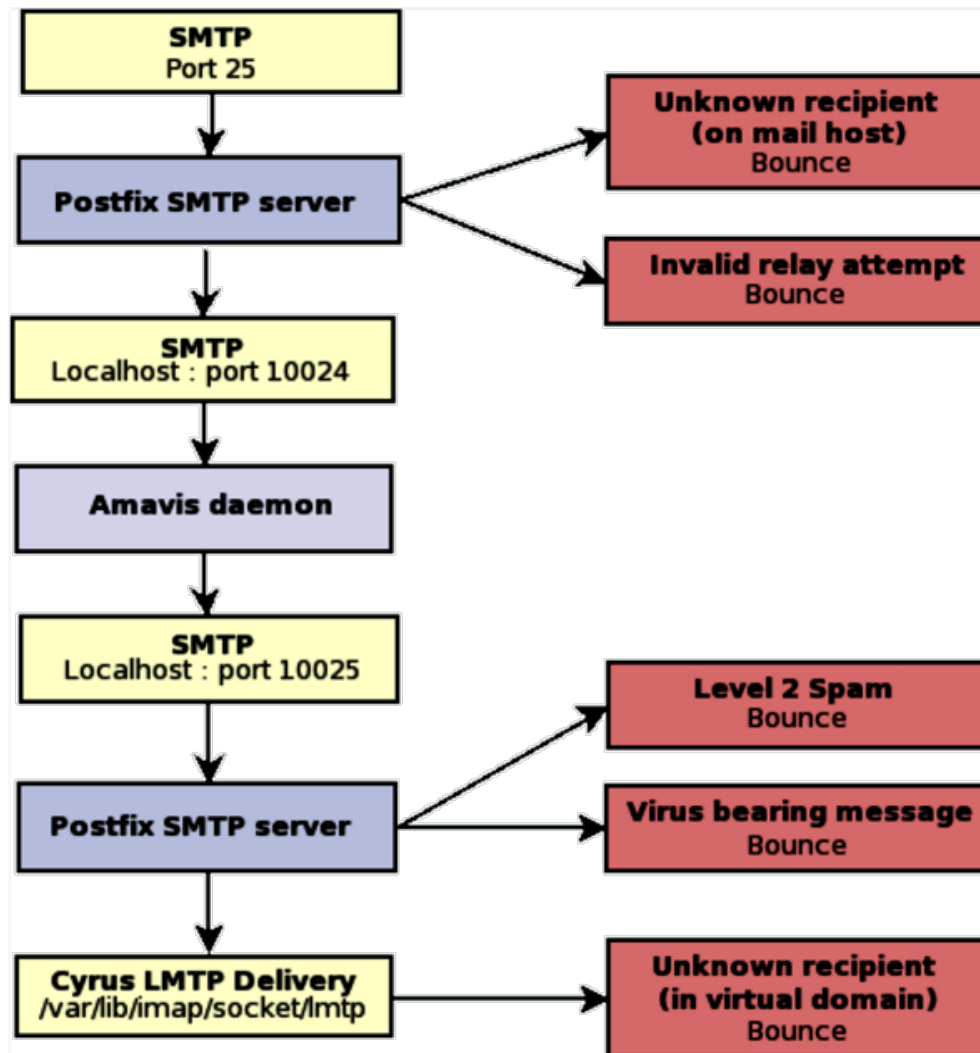 SMTP
Port 25
Unknown recipient
(on mail host)
Bounce
Postfix SMTP server
Invalid relay attempt
Bounce
SMTP
Localhost : port 10024
Amavis daemon
SMTP
Localhost : port 10025
Level 2 Spam
Bounce
Postfix SMTP server
Virus bearing message
Bounce
Cyrus LMTP Delivery
/var/lib/imap/socket/lmtp
Unknown recipient
(in virtual domain)
Bounce